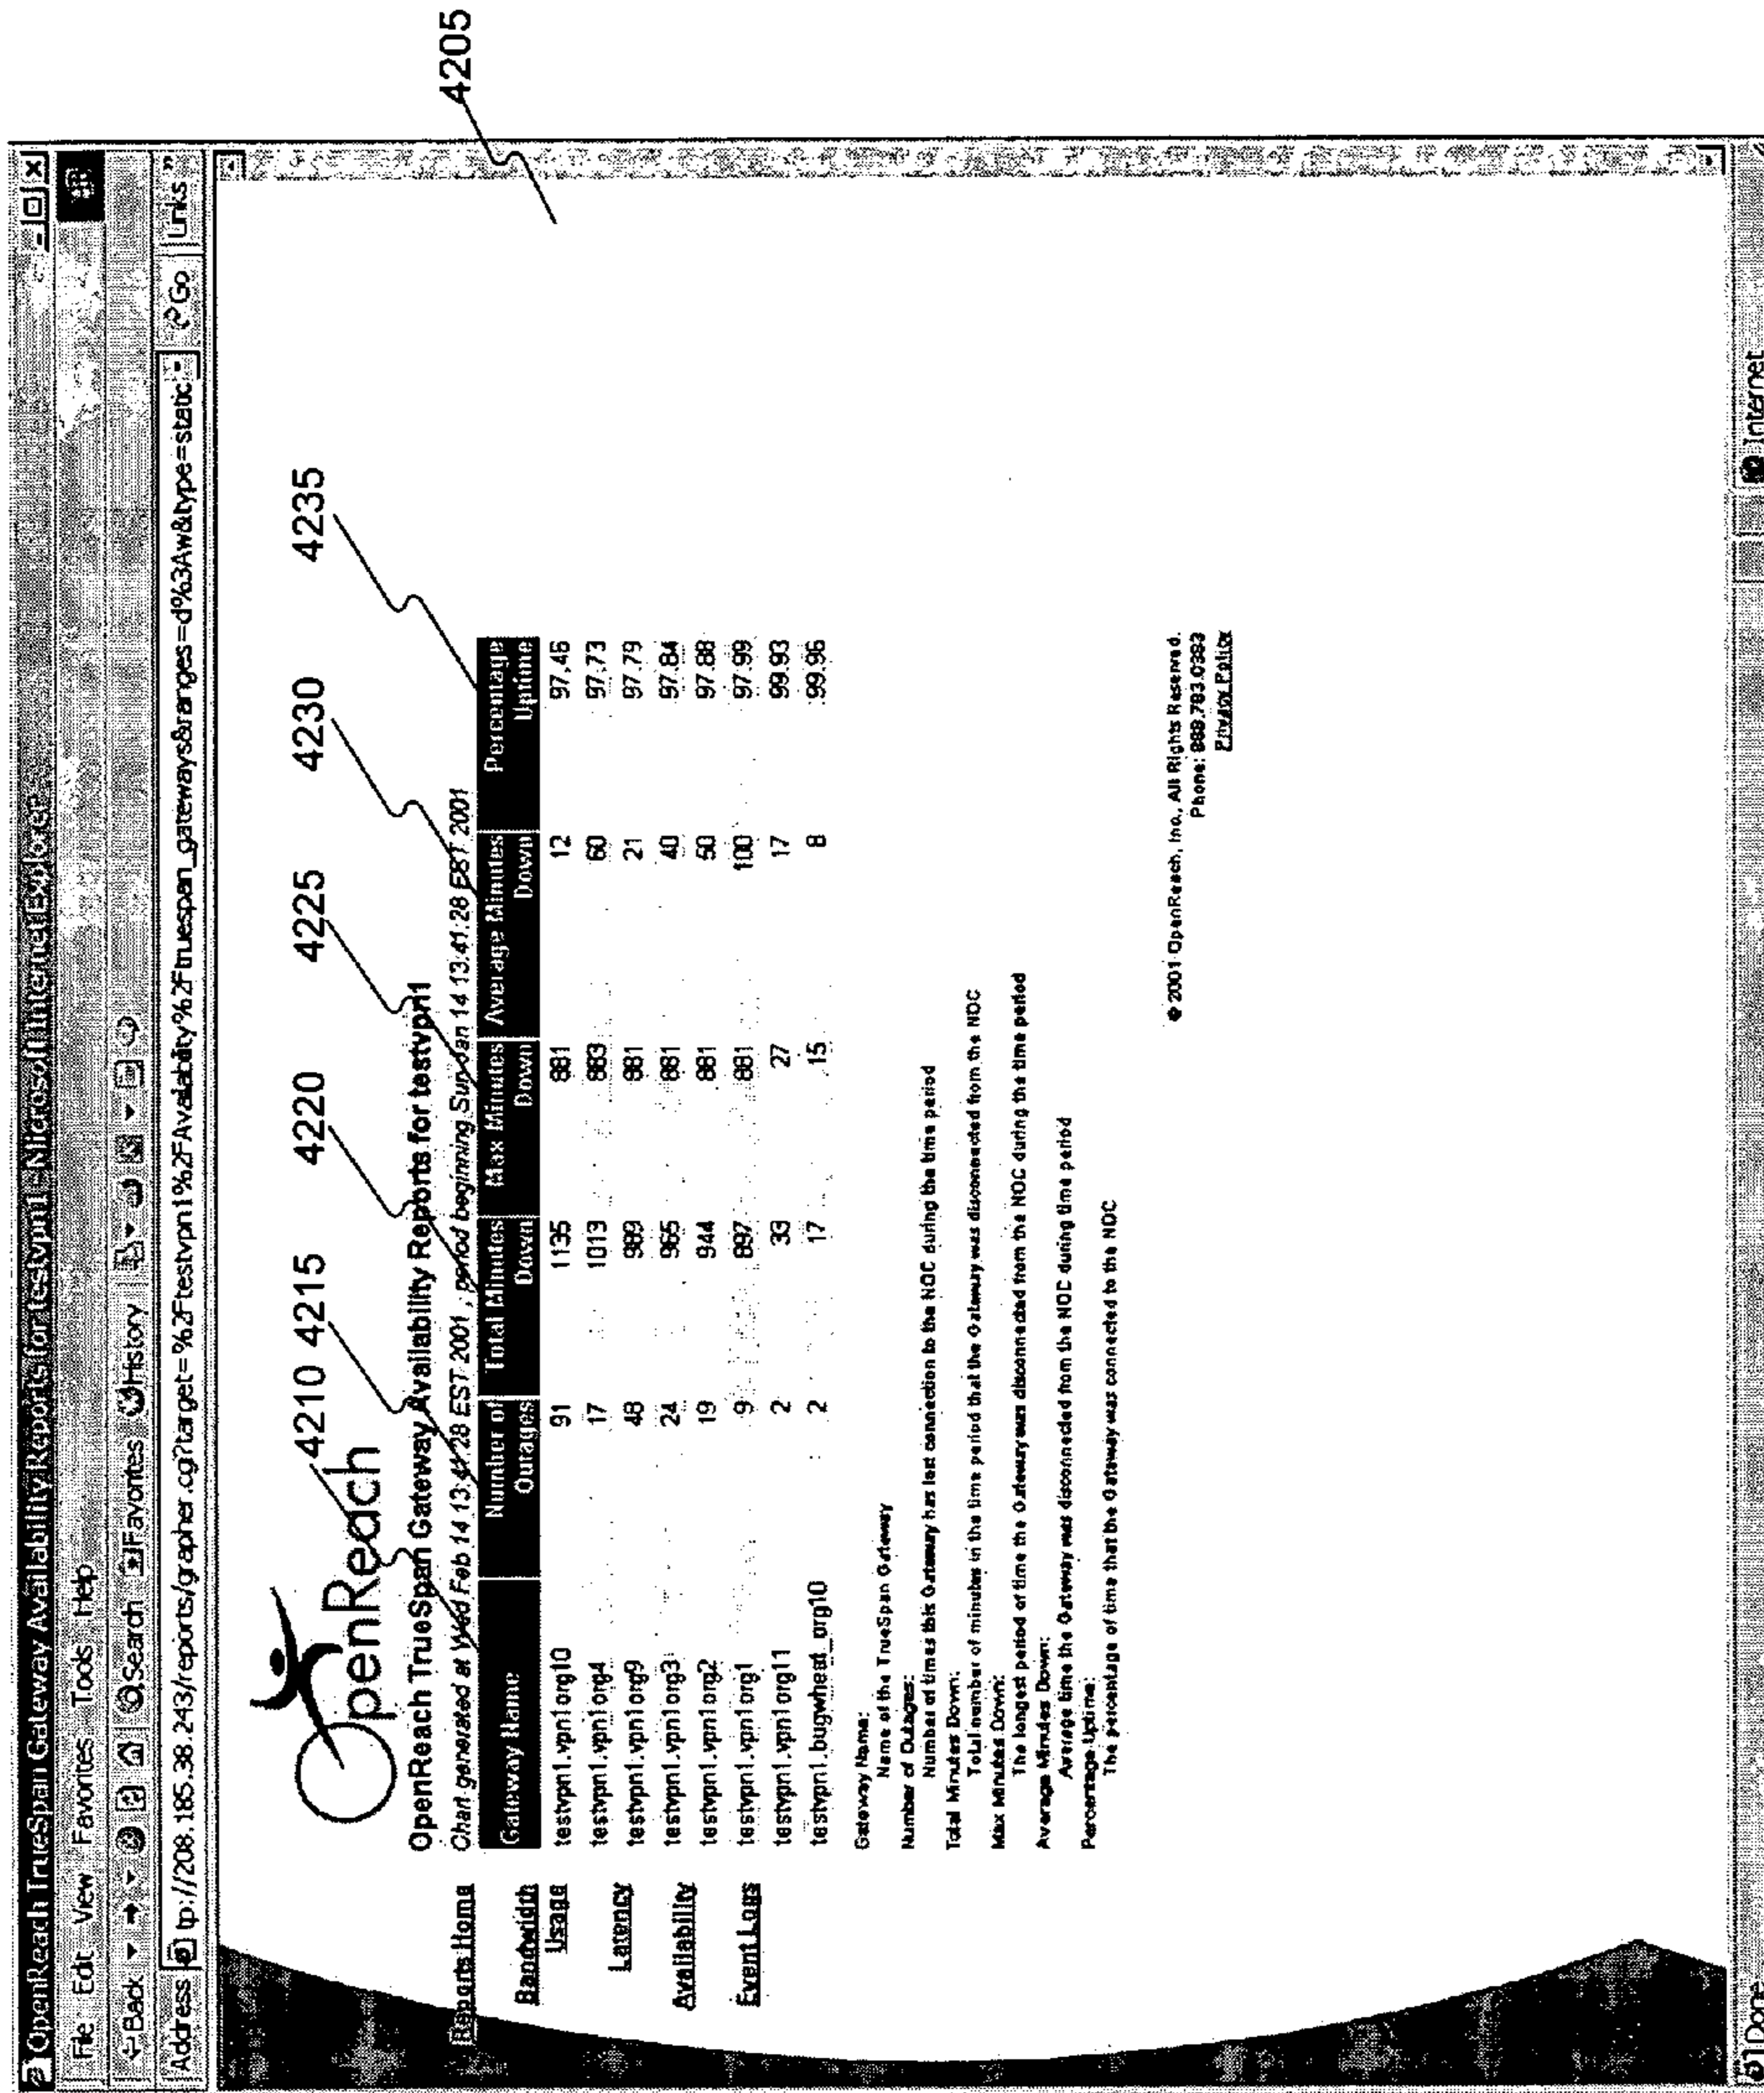 OpenReach TrueSpan Gateway Availability Reports for testvpn1 - Microsoft Internet Explorer
File Edit View Favorites Tools Help
Back Search Favorites History
Address tp://208.185.38.243/reports/grapher.cgi?target=%2Ftestvpn1%2FAvailability%2Ftruespan_gateways&ranges=d%3Aw&type=static Go Links »
4210 4215 4220 4225 4230 4235
4205
OpenReach
OpenReach TrueSpan Gateway Availability Reports for testvpn1
Chart generated at Wed Feb 14 13:41:28 EST 2001, period beginning Sun Jan 14 13:41:28 EST 2001
Reports Home
Bandwidth Usage
Latency
Availability
Event Logs
Gateway Name Number of Outages Total Minutes Down Max Minutes Down Average Minutes Down Percentage Uptime
testvpn1.vpn1org10 91 1135 881 12 97.46
testvpn1.vpn1org4 17 1013 883 60 97.73
testvpn1.vpn1org9 48 989 881 21 97.79
testvpn1.vpn1org3 24 965 881 40 97.84
testvpn1.vpn1org2 19 944 881 50 97.88
testvpn1.vpn1org1 9 897 881 100 97.99
testvpn1.vpn1org11 2 33 27 17 99.93
testvpn1.bugwhest_org10 2 17 15 8 99.96
Gateway Name:
Name of the TrueSpan Gateway
Number of Outages:
Number of times this Gateway has lost connection to the NOC during the time period
Total Minutes Down:
Total number of minutes in the time period that the Gateway was disconnected from the NOC
Max Minutes Down:
The longest period of time the Gateway was disconnected from the NOC during the time period
Average Minutes Down:
Average time the Gateway was disconnected from the NOC during time period
Percentage Uptime:
The percentage of time that the Gateway was connected to the NOC
© 2001 OpenReach, Inc, All Rights Reserved.
Phone: 888.783.0383
Privacy Policy
Done Internet